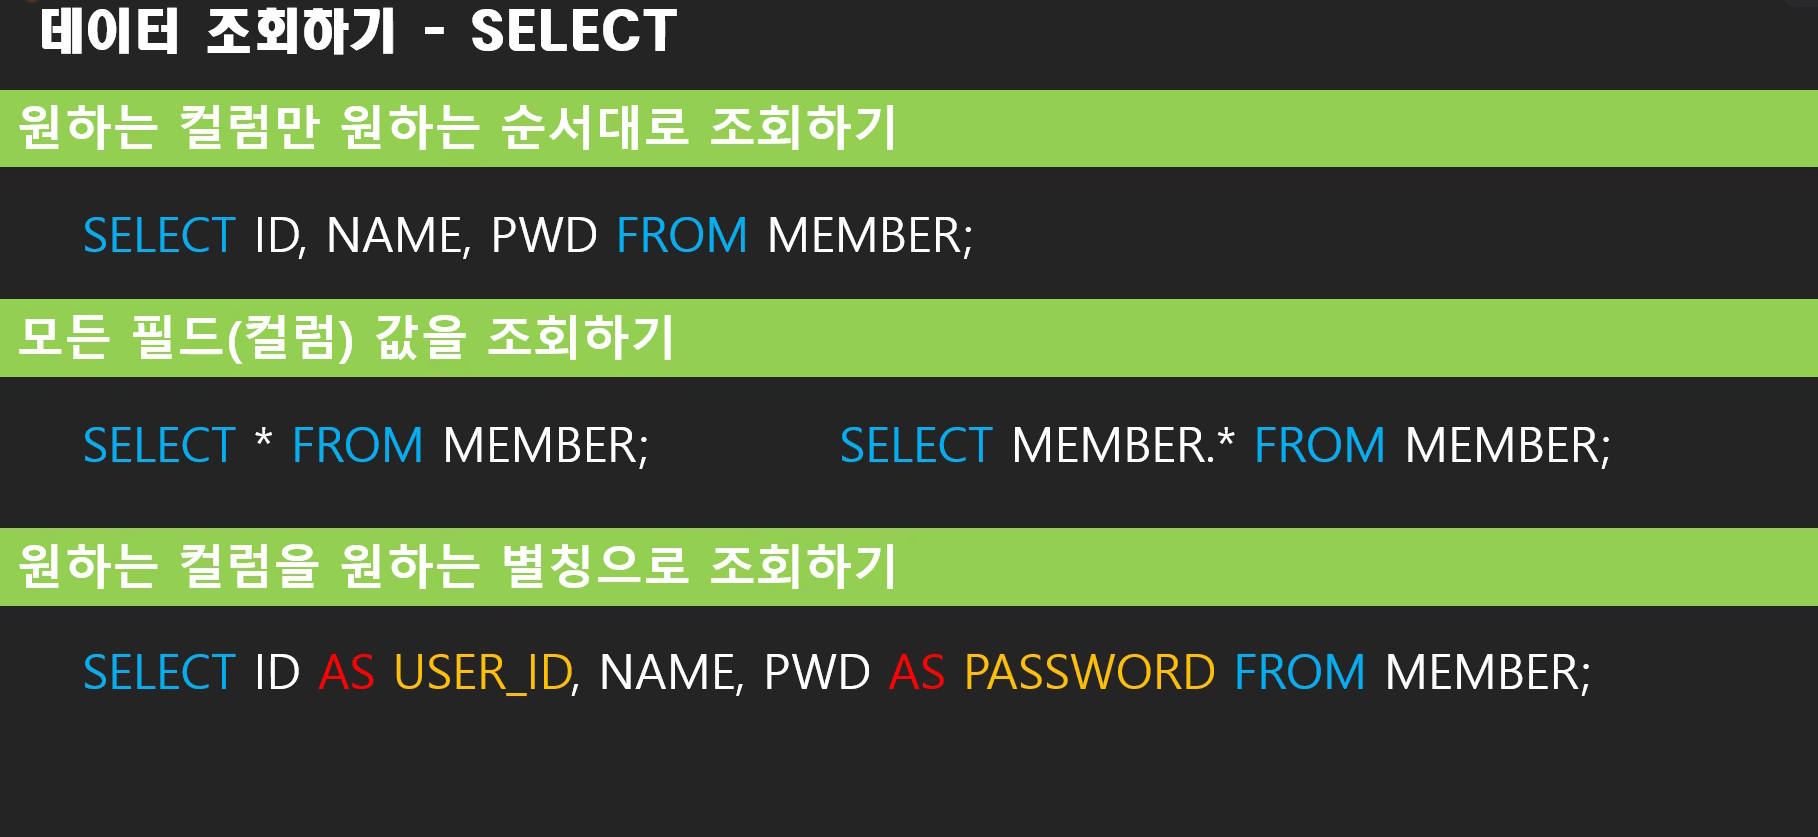 데이터 조회하기 - SELECT
원하는 컬럼만 원하는 순서대로 조회하기
SELECT ID, NAME, PWD FROM MEMBER;
모든 필드(컬럼) 값을 조회하기
SELECT * FROM MEMBER; SELECT MEMBER.* FROM MEMBER;
원하는 컬럼을 원하는 별칭으로 조회하기
SELECT ID AS USER_ID, NAME, PWD AS PASSWORD FROM MEMBER;